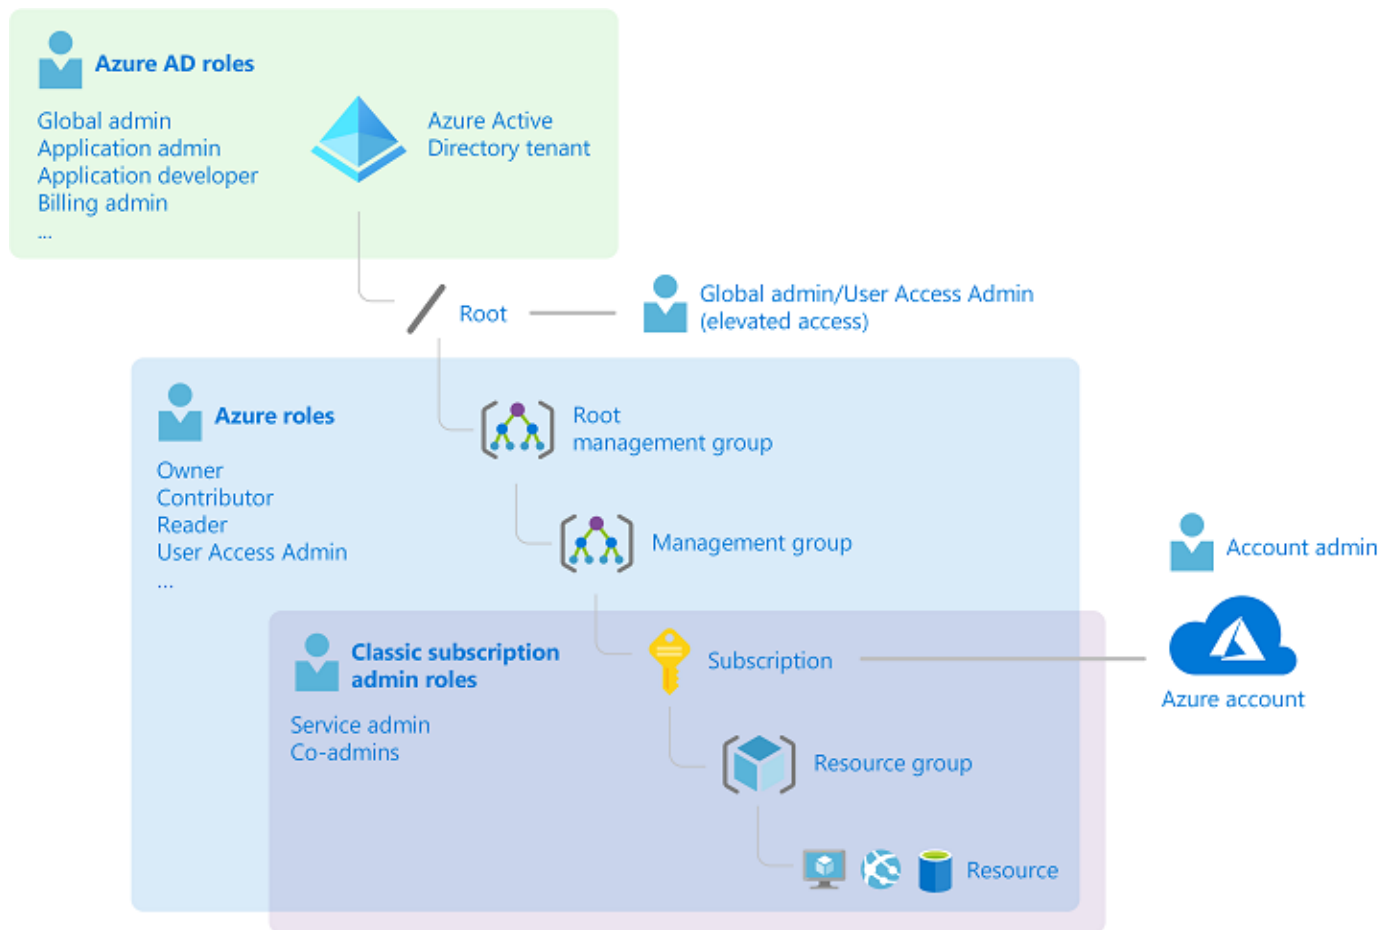 Azure AD roles
Global admin
Application admin
Application developer
Billing admin
...
Azure Active
Directory tenant
Root
Global admin/User Access Admin
(elevated access)
Azure roles
Owner
Contributor
Reader
User Access Admin
...
Root
management group
Management group
Account admin
Azure account
Classic subscription
admin roles
Service admin
Co-admins
Subscription
Resource group
Resource